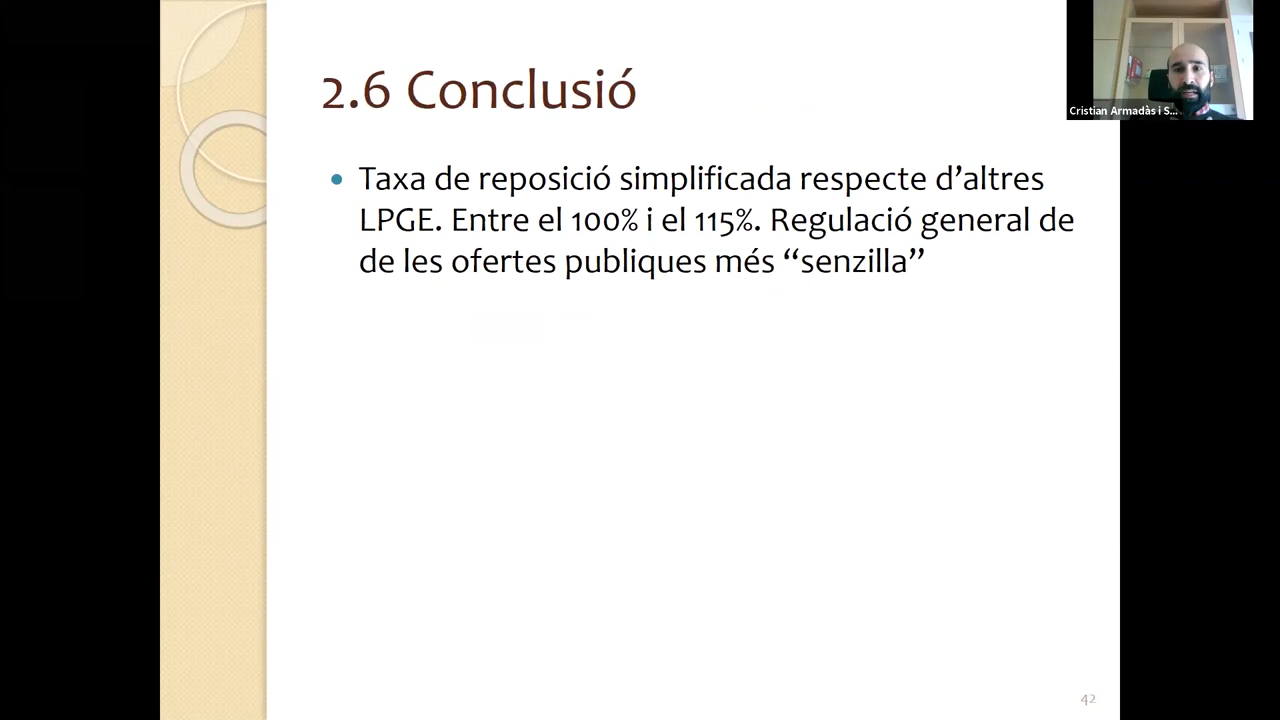 2.6 Conclusió
Taxa de reposició simplificada respecte d’altres
LPGE. Entre el 100% i el 115%. Regulació general de
de les ofertes publiques més “senzilla”
Cristian Armadàs i S...
42